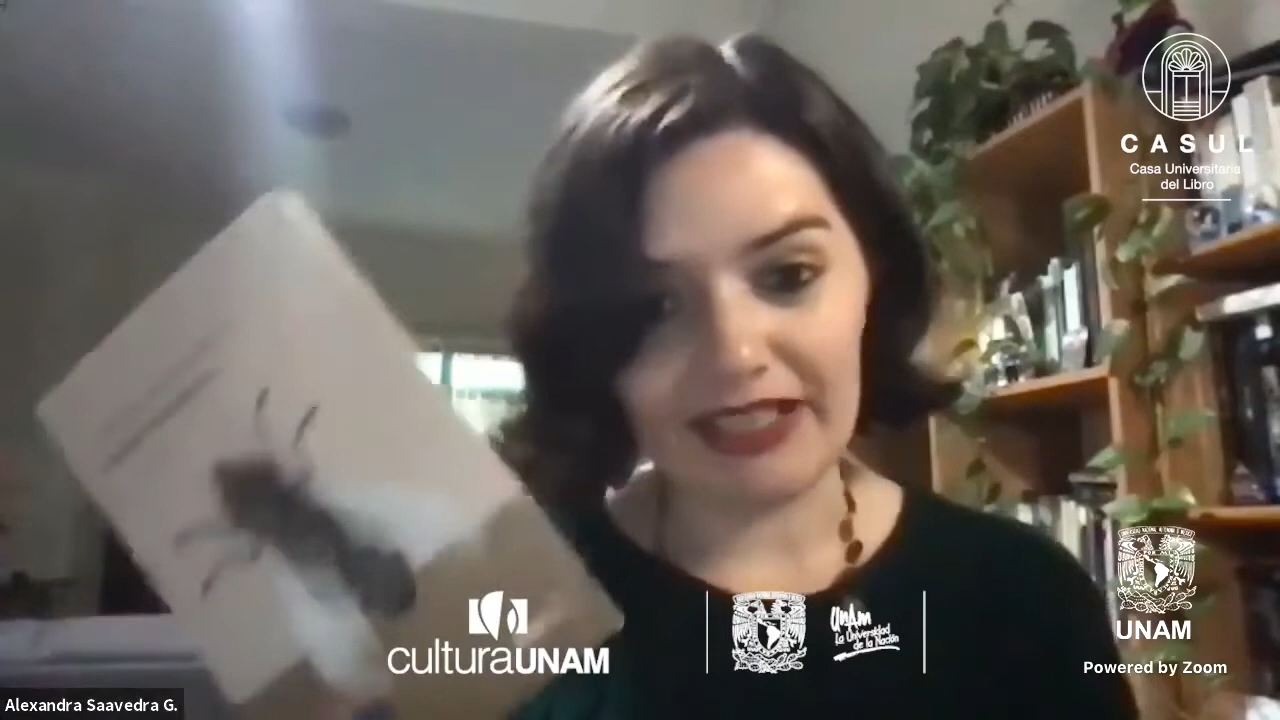 CASUL
Casa Universitaria
del Libro
culturaUNAM
UNAM
La Universidad
de la Nación
UNAM
Powered by Zoom
Alexandra Saavedra G.